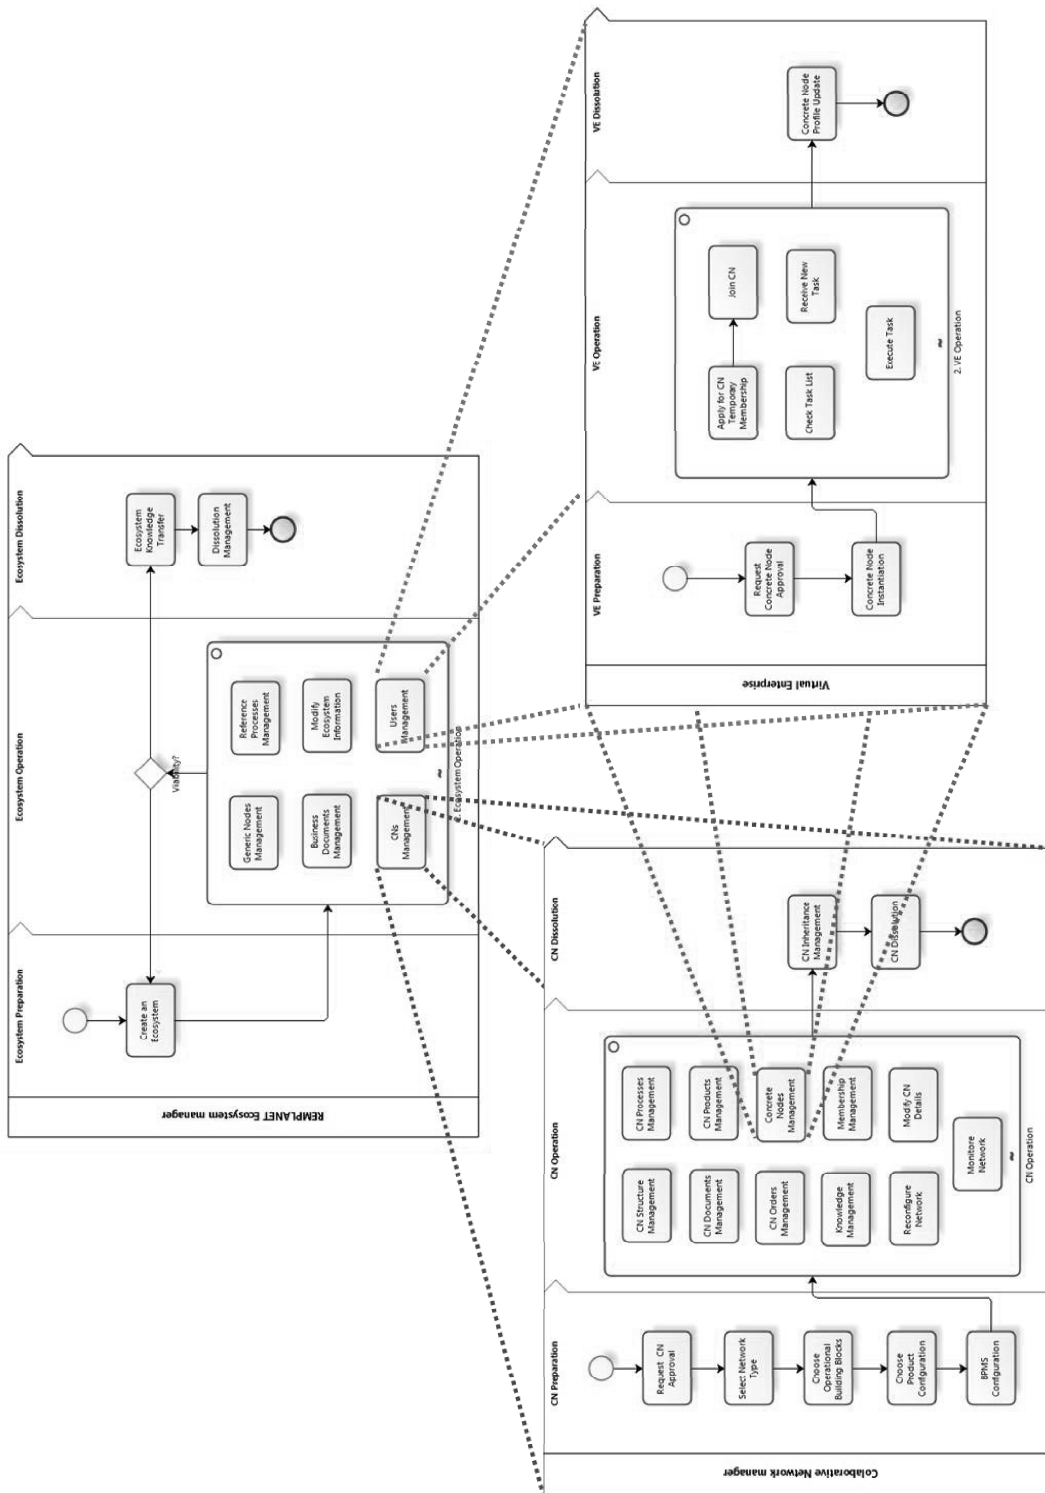 REMPLANET Ecosystem manager
Ecosystem Preparation
Create an
Ecosystem
Ecosystem Operation
Viability?
Generic Nodes
Management
Reference
Processes
Management
Business
Documents
Management
Modify
Ecosystem
Information
CNs
Management
Users
Management
Ecosystem Operation
Ecosystem Dissolution
Ecosystem
Knowledge
Transfer
Dissolution
Management
Colaborative Network manager
CN Preparation
Request CN
Approval
Select Network
Type
Choose
Operational
Building Blocks
Choose
Product
Configuration
BPMS
Configuration
CN Operation
CN Structure
Management
CN Processes
Management
CN Documents
Management
CN Products
Management
CN Orders
Management
Concrete
Nodes
Management
Knowledge
Management
Membership
Management
Reconfigure
Network
Modify CN
Details
Monitore
Network
CN Operation
CN Dissolution
CN Inheritance
Management
CN Dissolution
Virtual Enterprise
VE Preparation
Request
Concrete Node
Approval
Concrete Node
Instantiation
VE Operation
Apply for CN
Temporary
Membership
Join CN
Check Task List
Receive New
Task
Execute Task
2. VE Operation
VE Dissolution
Concrete Node
Profile Update